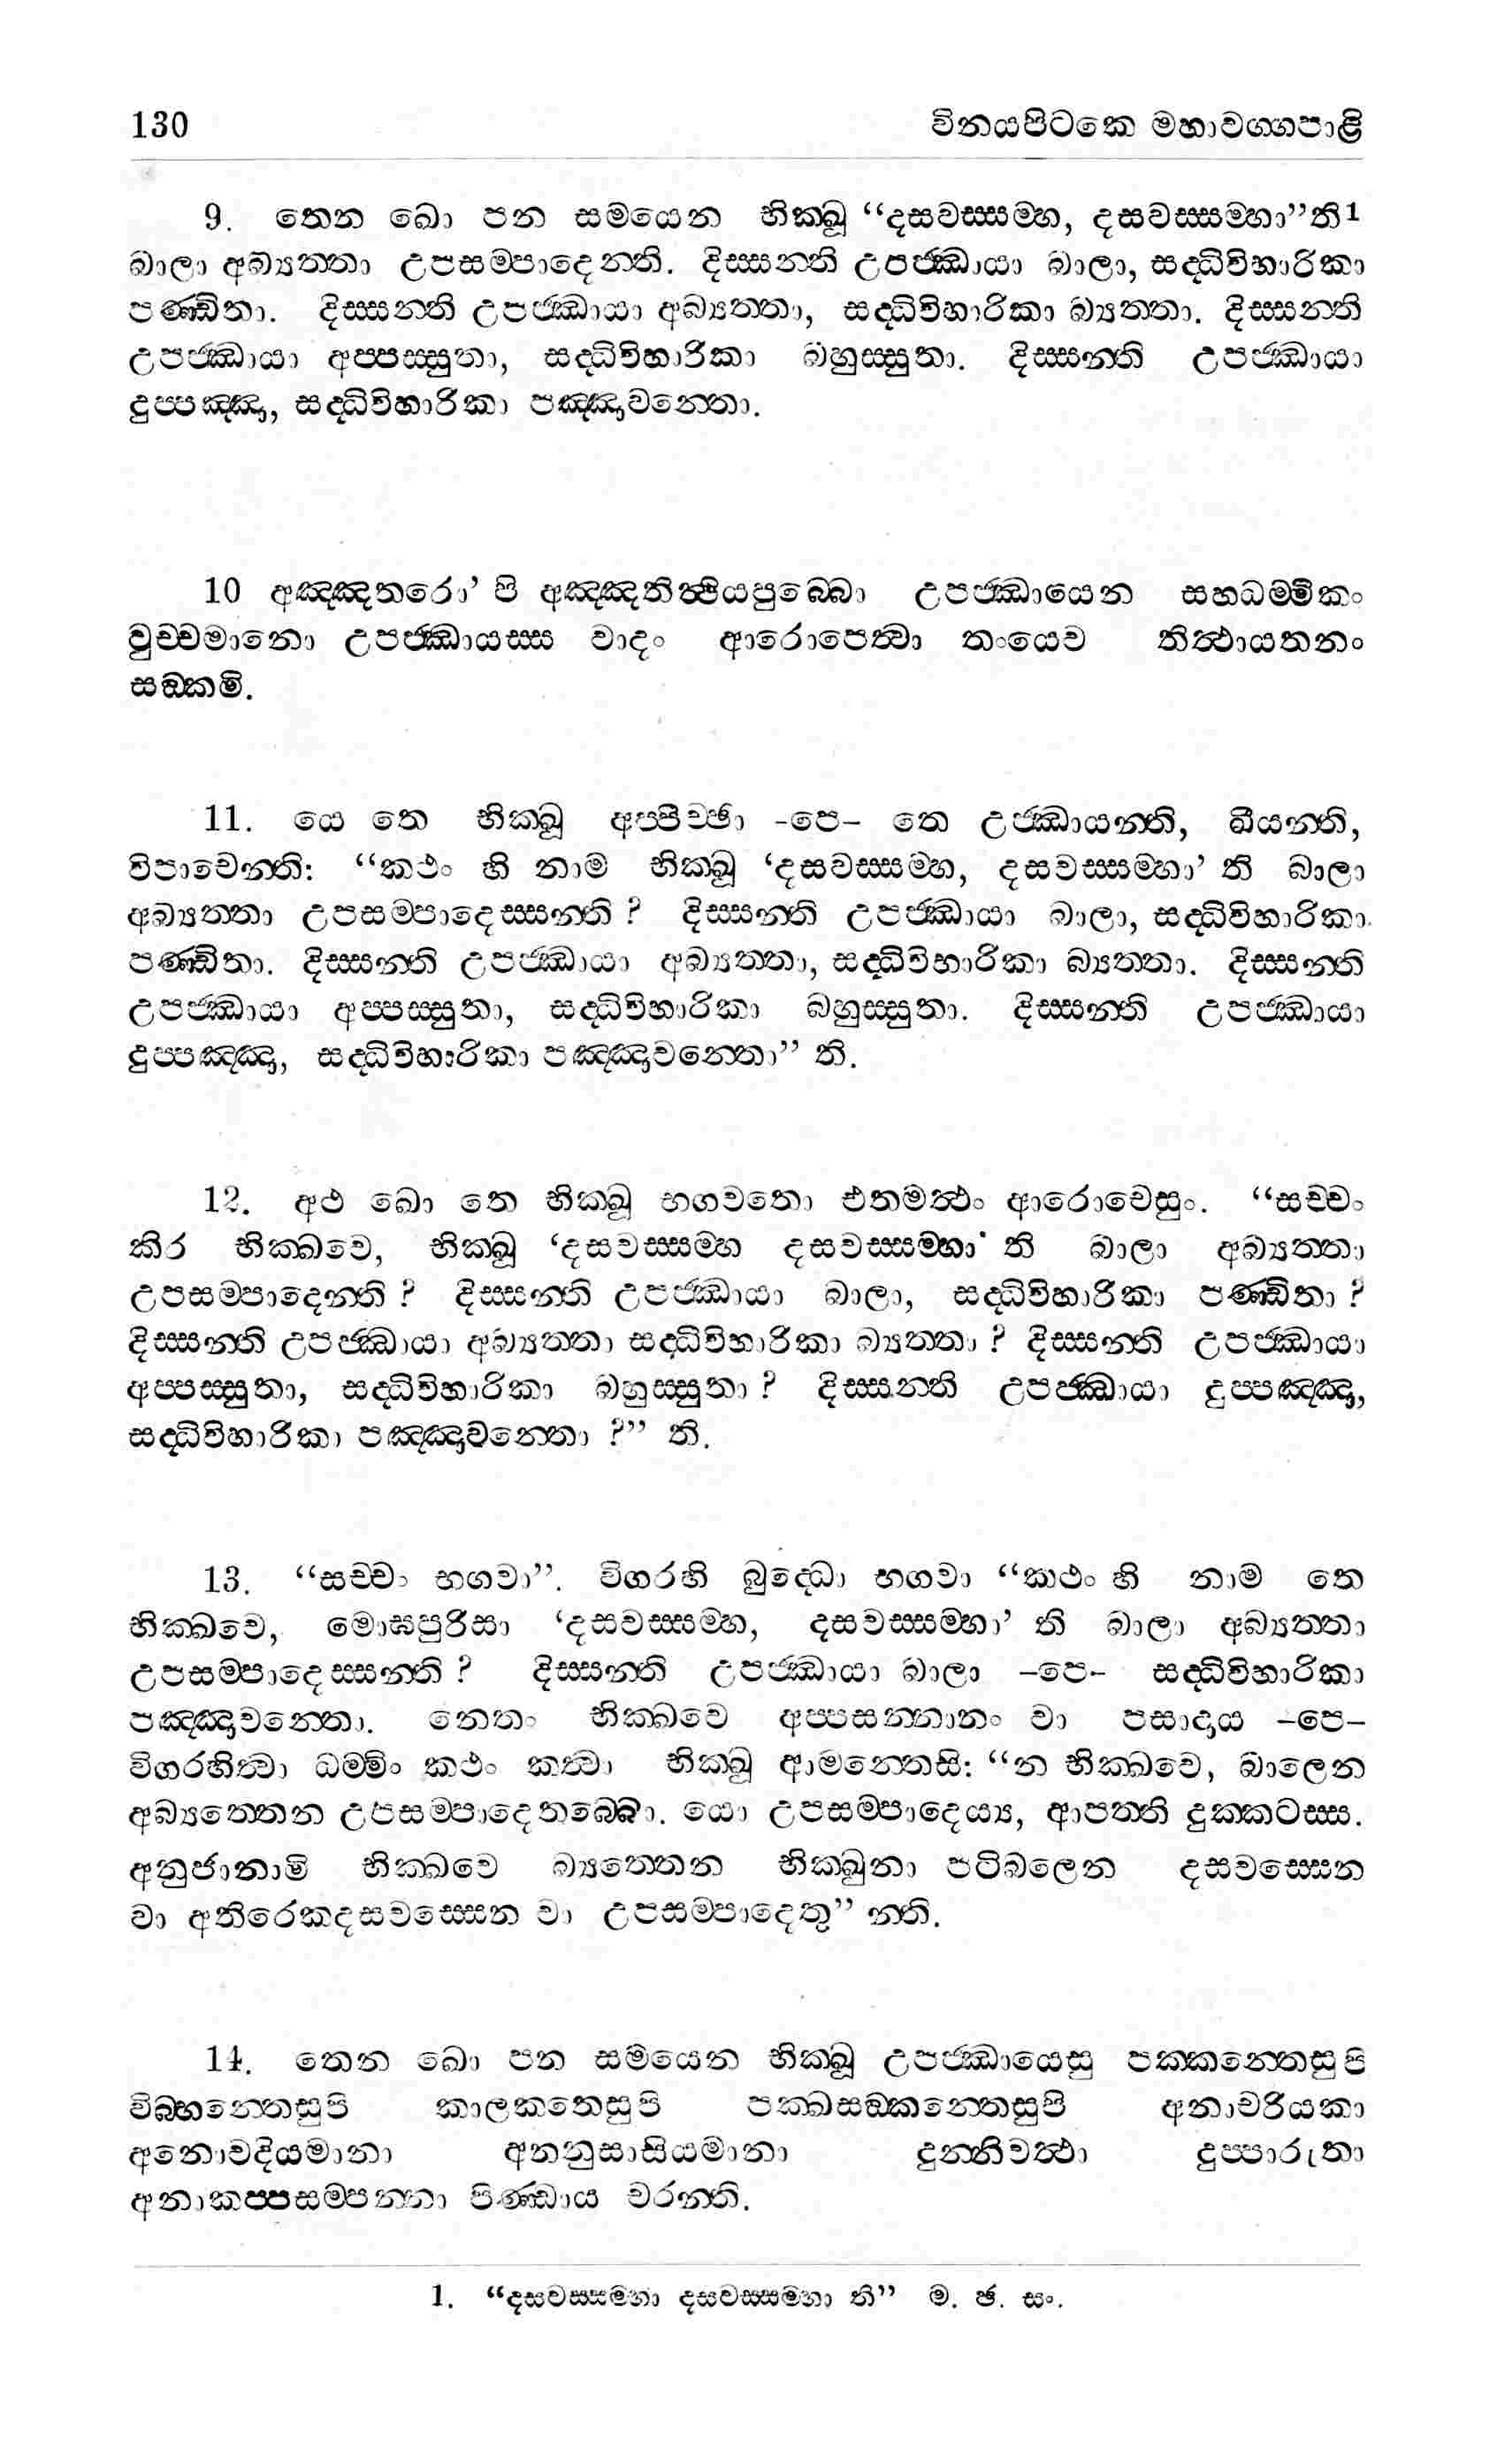 130 විනයපිටකෙ මහාවග්ගපාළි
9. තෙන ඛො පන සමයෙන භික්ඛූ “දසවස්සම්හ, දසවස්සම්හා”ති1
බාලා අබ්‍යත්තා උපසම්පාදෙන්ති. දිස්සන්ති උපජ්ඣායා බාලා, සද්ධිවිහාරිකා
පණ්ඩිතා. දිස්සන්ති උපජ්ඣායා අබ්‍යත්තා, සද්ධිවිහාරිකා බ්‍යත්තා. දිස්සන්ති
උපජ්ඣායා අප්පස්සුතා, සද්ධිවිහාරිකා බහුස්සුතා. දිස්සන්ති උපජ්ඣායා
දුප්පඤ්ඤා, සද්ධිවිහාරිකා පඤ්ඤාවන්තො.
10 අඤ්ඤතරො’ පි අඤ්ඤතිත්ථියපුබ්බො උපජ්ඣායෙන සහධම්මිකං
වුච්චමානො උපජ්ඣායස්ස වාදං ආරොපෙත්වා තංයෙව තිත්ථායතනං
සඞ්කමි.
11. යෙ තෙ භික්ඛූ අප්පිච්ඡා -පෙ- තෙ උජ්ඣායන්ති, ඛීයන්ති,
විපාචෙන්ති: “කථං හි නාම භික්ඛූ ‘දසවස්සම්හ, දසවස්සම්හා’ ති බාලා
අබ්‍යත්තා උපසම්පාදෙස්සන්ති ? දිස්සන්ති උපජ්ඣායා බාලා, සද්ධිවිහාරිකා
පණ්ඩිතා. දිස්සන්ති උපජ්ඣායා අබ්‍යත්තා, සද්ධිවිහාරිකා බ්‍යත්තා. දිස්සන්ති
උපජ්ඣායා අප්පස්සුතා, සද්ධිවිහාරිකා බහුස්සුතා. දිස්සන්ති උපජ්ඣායා
දුප්පඤ්ඤා, සද්ධිවිහාරිකා පඤ්ඤාවන්තො” ති.
12. අථ ඛො තෙ භික්ඛූ භගවතො එතමත්ථං ආරොචෙසුං. “සච්චං
කිර භික්ඛවෙ, භික්ඛූ ‘දසවස්සම්හ දසවස්සම්හා’ ති බාලා අබ්‍යත්තා
උපසම්පාදෙන්ති ? දිස්සන්ති උපජ්ඣායා බාලා, සද්ධිවිහාරිකා පණ්ඩිතා ?
දිස්සන්ති උපජ්ඣායා අබ්‍යත්තා සද්ධිවිහාරිකා බ්‍යත්තා ? දිස්සන්ති උපජ්ඣායා
අප්පස්සුතා, සද්ධිවිහාරිකා බහුස්සුතා ? දිස්සන්ති උපජ්ඣායා දුප්පඤ්ඤා,
සද්ධිවිහාරිකා පඤ්ඤාවන්තො ?” ති.
13. “සච්චං භගවා”. විගරහි බුද්ධො භගවා “කථං හි නාම තෙ
භික්ඛවෙ, මොඝපුරිසා ‘දසවස්සම්හ, දසවස්සම්හා’ ති බාලා අබ්‍යත්තා
උපසම්පාදෙස්සන්ති ? දිස්සන්ති උපජ්ඣායා බාලා –පෙ– සද්ධිවිහාරිකා
පඤ්ඤාවන්තො. නෙතං භික්ඛවෙ අප්පසන්නානං වා පසාදාය –පෙ–
විගරහිත්වා ධම්මිං කථං කත්වා භික්ඛූ ආමන්තෙසි: “න භික්ඛවෙ, බාලෙන
අබ්‍යත්තෙන උපසම්පාදෙතබ්බො. යො උපසම්පාදෙය්‍ය, ආපත්ති දුක්කටස්ස.
අනුජානාමි භික්ඛවෙ බ්‍යත්තෙන භික්ඛුනා පටිබලෙන දසවස්සෙන
වා අතිරෙකදසවස්සෙන වා උපසම්පාදෙතු” න්ති.
14. තෙන ඛො පන සමයෙන භික්ඛූ උපජ්ඣායෙසු පක්කන්තෙසුපි
විබ්භන්තෙසුපි කාලකතෙසුපි පක්ඛසඞ්කන්තෙසුපි අනාචරියකා
අනොවදියමානා අනනුසාසියමානා දුන්නිවත්ථා දුප්පාරුතා
අනාකප්පසම්පන්නා පිණ්ඩාය චරන්ති.
1. “දසවස්සම්හා දසවස්සම්හා ති” ම. ඡ. සං.